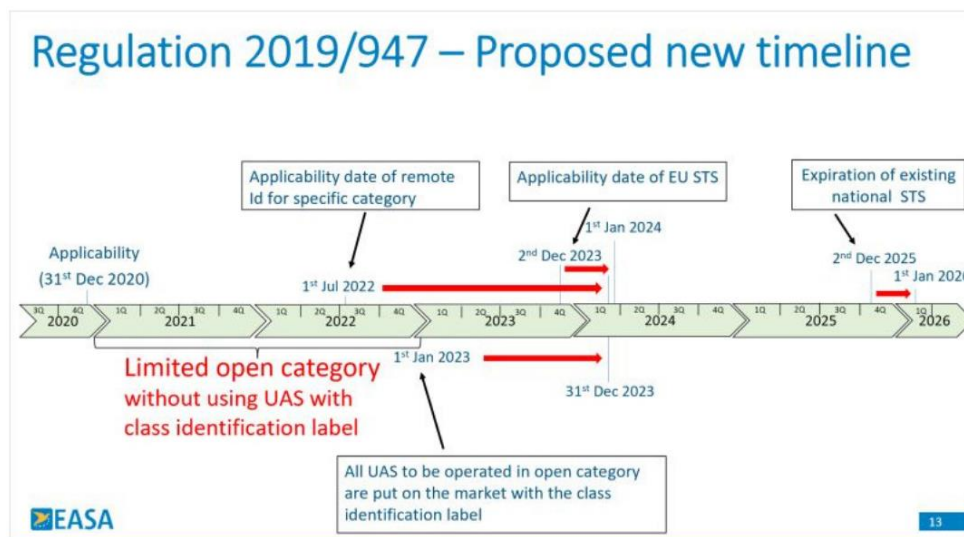 Regulation 2019/947 – Proposed new timeline
Applicability date of remote
Id for specific category
Applicability date of EU STS
Expiration of existing
national STS
Applicability
(31st Dec 2020)
1st Jul 2022
2nd Dec 2023
1st Jan 2024
2nd Dec 2025
1st Jan 2026
3Q 4Q 1Q 2Q 3Q 4Q 1Q 2Q 3Q 4Q 1Q 2Q 3Q 4Q 1Q 2Q 3Q 4Q 1Q 2Q 3Q 4Q 1Q
2020 2021 2022 2023 2024 2025 2026
Limited open category
without using UAS with
class identification label
1st Jan 2023
31st Dec 2023
All UAS to be operated in open category
are put on the market with the class
identification label
EASA
13